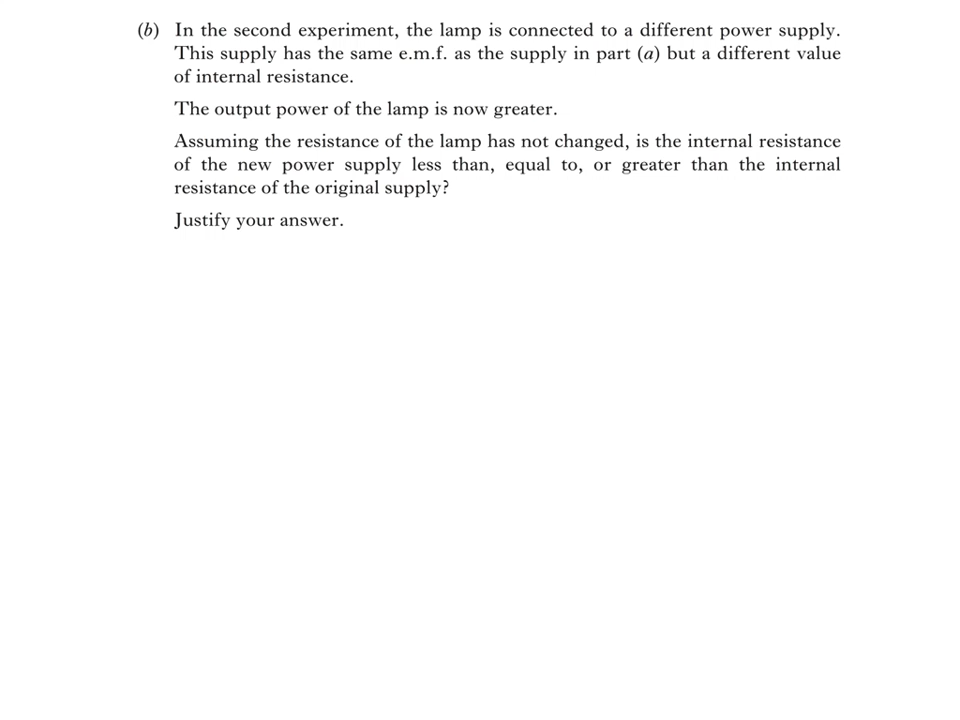 (b) In the second experiment, the lamp is connected to a different power supply.
This supply has the same e.m.f. as the supply in part (a) but a different value
of internal resistance.
The output power of the lamp is now greater.
Assuming the resistance of the lamp has not changed, is the internal resistance
of the new power supply less than, equal to, or greater than the internal
resistance of the original supply?
Justify your answer.